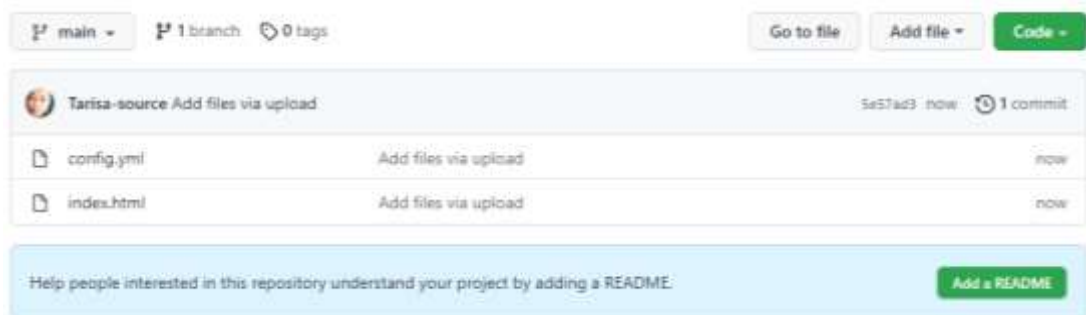 main 1 branch 0 tags Go to file Add file Code
Tarisa-source Add files via upload 5e57ad3 now 1 commit
config.yml Add files via upload now
index.html Add files via upload now
Help people interested in this repository understand your project by adding a README. Add a README